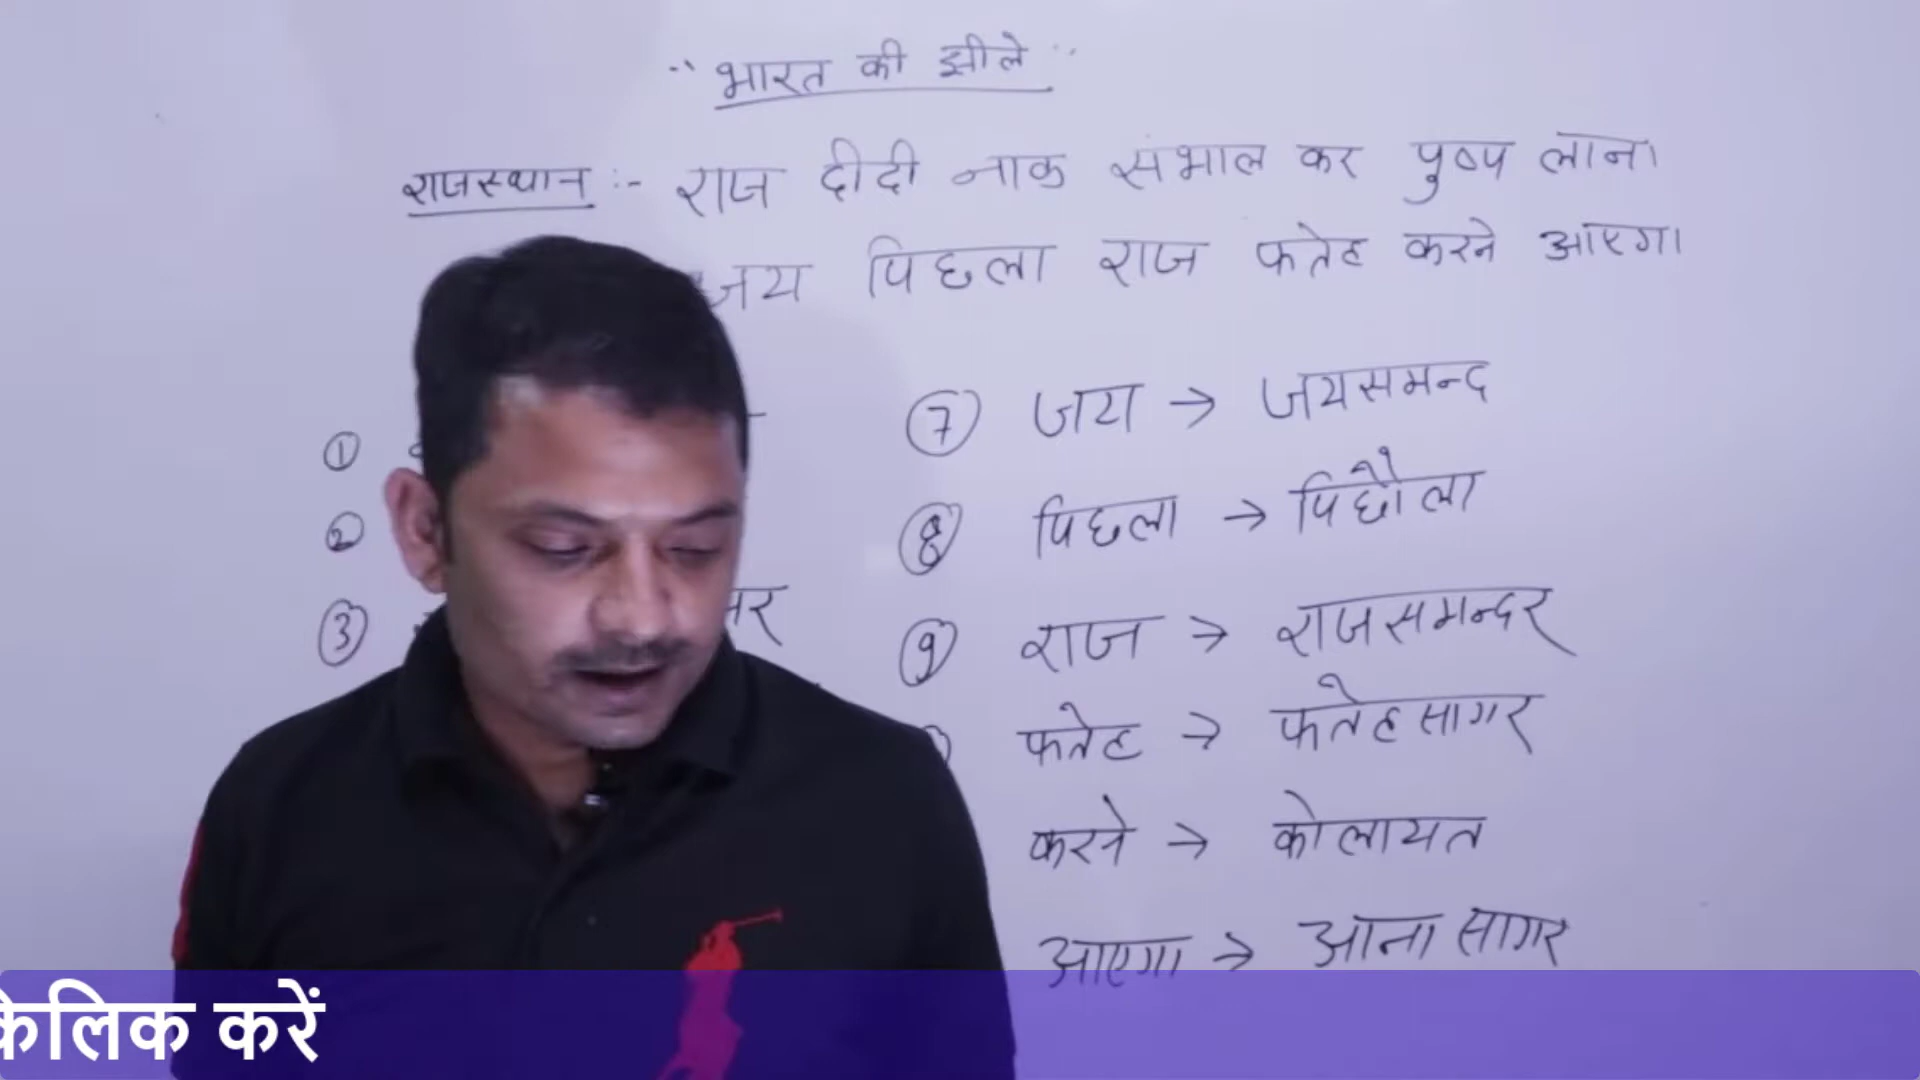 " भारत की झीले "
राजस्थान :- राज दीदी नाक संभाल कर पुष्प लाना
जय पिछला राज फतेह करने आएगा
①
②
③
⑦ जय → जयसमन्द
⑧ पिछला → पिछौला
⑨ राज → राजसमन्दर
फतेह → फतेहसागर
करने → कोलायत
आएगा → आना सागर
क्लिक करें